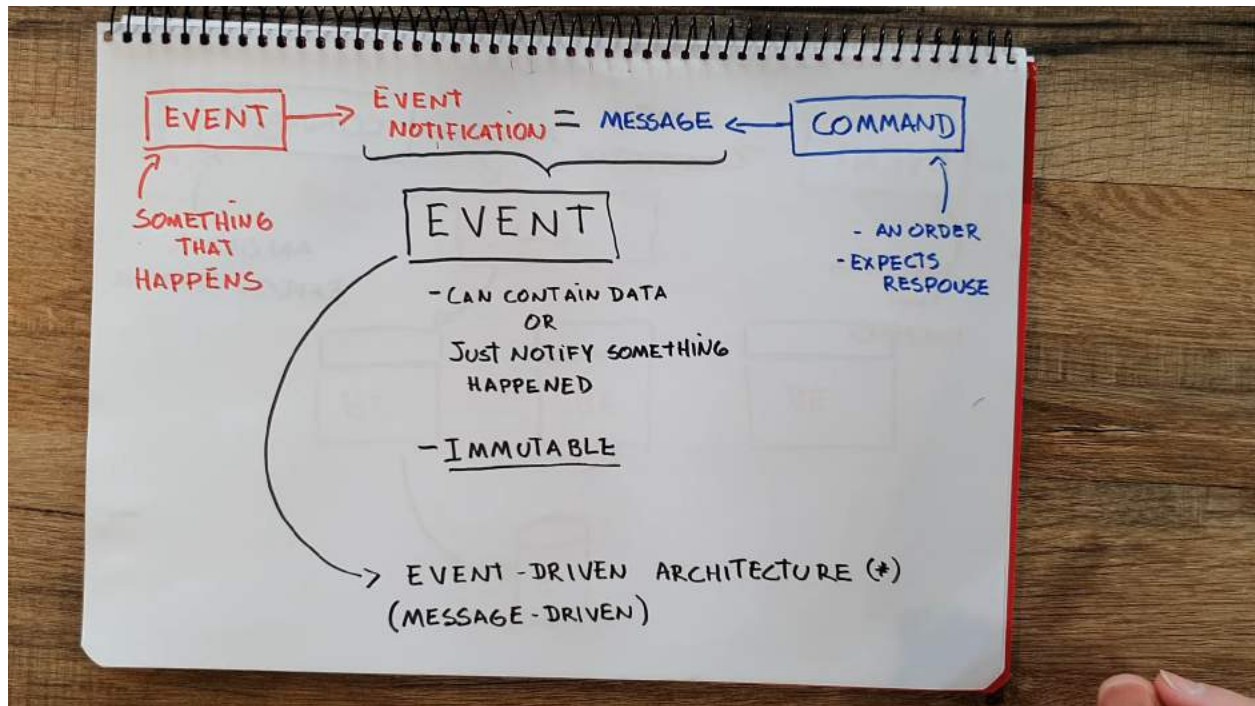 EVENT
EVENT
NOTIFICATION = MESSAGE
COMMAND
SOMETHING
THAT
HAPPENS
EVENT
- AN ORDER
- EXPECTS
RESPOUSE
- CAN CONTAIN DATA
OR
JUST NOTIFY SOMETHING
HAPPENED
- IMMUTABLE
EVENT-DRIVEN ARCHITECTURE (*)
(MESSAGE-DRIVEN)